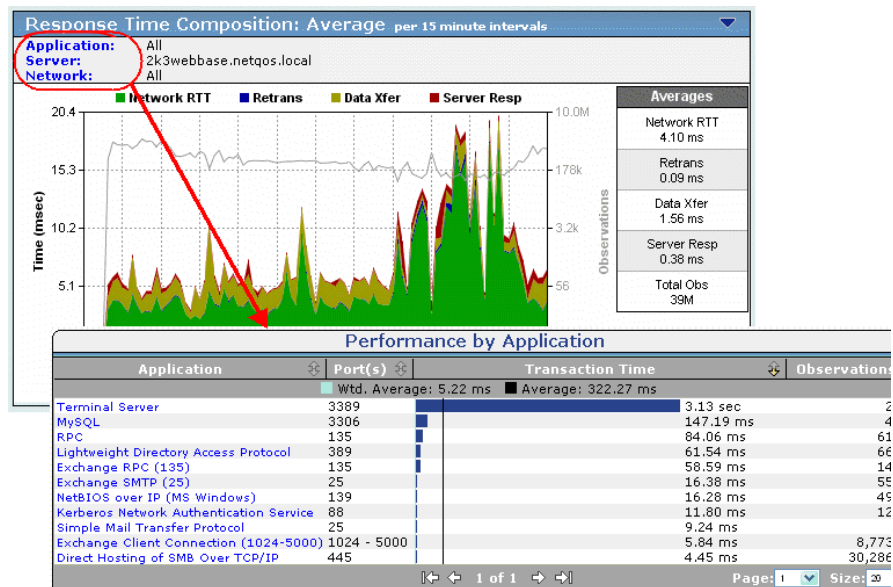 Response Time Composition: Average per 15 minute intervals
Application: All
Server: 2k3webbase.netqos.local
Network: All
Network RTT Retrans Data Xfer Server Resp
20.4
15.3
10.2
5.1
Time (msec)
10.0M
178k
3.2k
56
Observations
Averages
Network RTT
4.10 ms
Retrans
0.09 ms
Data Xfer
1.56 ms
Server Resp
0.38 ms
Total Obs
39M
Performance by Application
Application Port(s) Transaction Time Observations
Wtd. Average: 5.22 ms Average: 322.27 ms
Terminal Server 3389 3.13 sec 2
MySQL 3306 147.19 ms 4
RPC 135 84.06 ms 61
Lightweight Directory Access Protocol 389 61.54 ms 66
Exchange RPC (135) 135 58.59 ms 14
Exchange SMTP (25) 25 16.38 ms 55
NetBIOS over IP (MS Windows) 139 16.28 ms 49
Kerberos Network Authentication Service 88 11.80 ms 12
Simple Mail Transfer Protocol 25 9.24 ms
Exchange Client Connection (1024-5000) 1024 - 5000 5.84 ms 8,773
Direct Hosting of SMB Over TCP/IP 445 4.45 ms 30,286
1 of 1 Page: 1 Size: 20